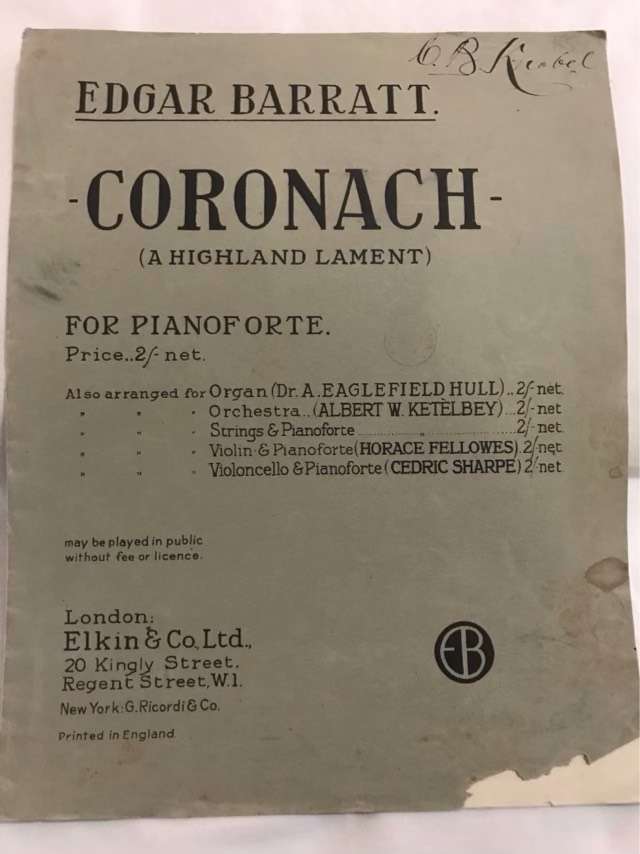 C B
EDGAR BARRATT.
-CORONACH-
(A HIGHLAND LAMENT)
FOR PIANOFORTE.
Price..2/- net.
Also arranged for Organ (Dr. A. EAGLEFIELD HULL)..2/- net.
" " " Orchestra..(ALBERT W. KETÈLBEY)...2/- net
" " " Strings & Pianoforte..............."...............2/- net.
" " " Violin & Pianoforte (HORACE FELLOWES).2/- net
" " " Violoncello & Pianoforte (CEDRIC SHARPE) 2/- net
may be played in public
without fee or licence.
London:
Elkin & Co., Ltd.,
20 Kingly Street.
Regent Street, W.1.
New York: G. Ricordi & Co.
Printed in England
EB